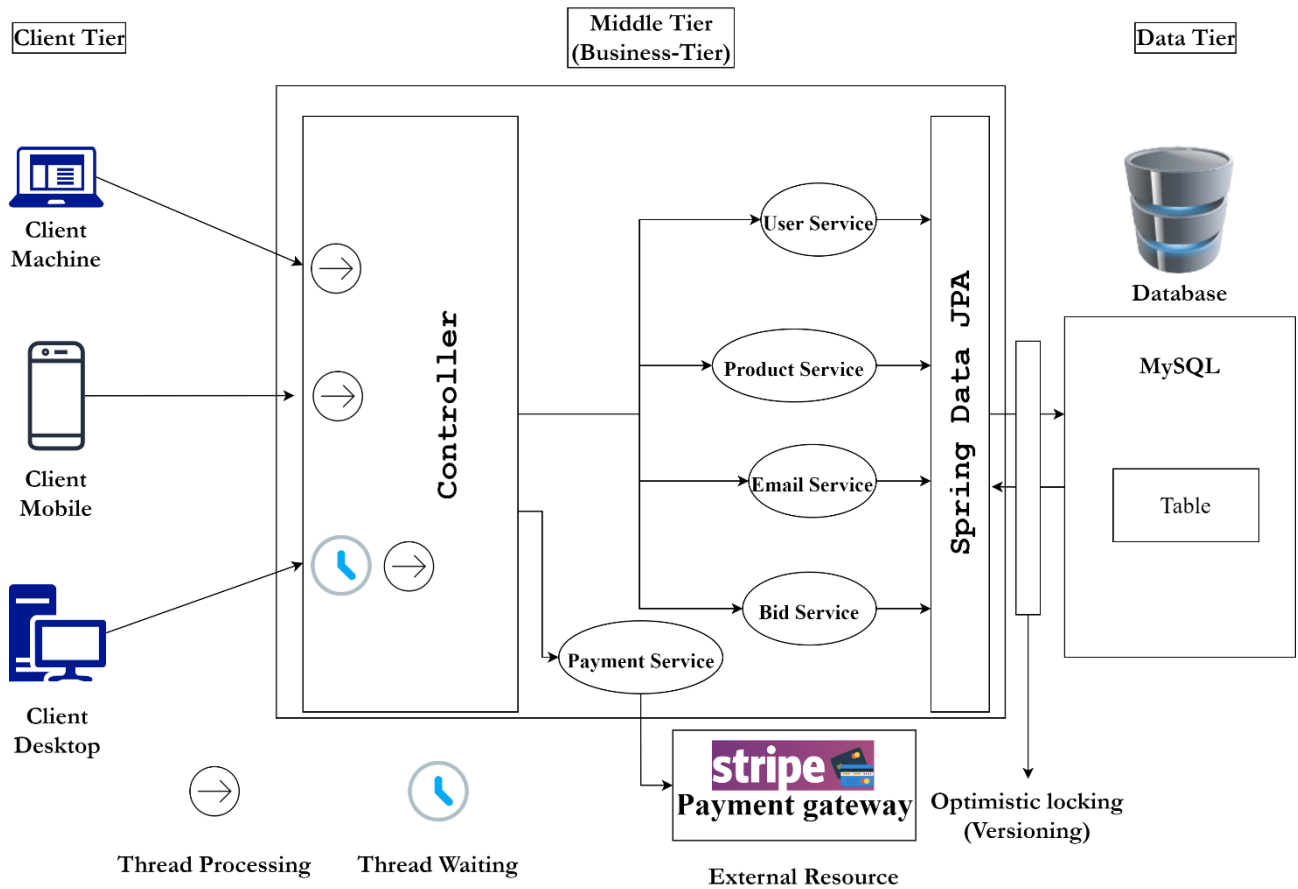 Client Tier
Middle Tier
(Business-Tier)
Data Tier
Client
Machine
Client
Mobile
Client
Desktop
Controller
User Service
Product Service
Email Service
Bid Service
Payment Service
Spring Data JPA
Database
MySQL
Table
stripe
Payment gateway
External Resource
Optimistic locking
(Versioning)
Thread Processing
Thread Waiting